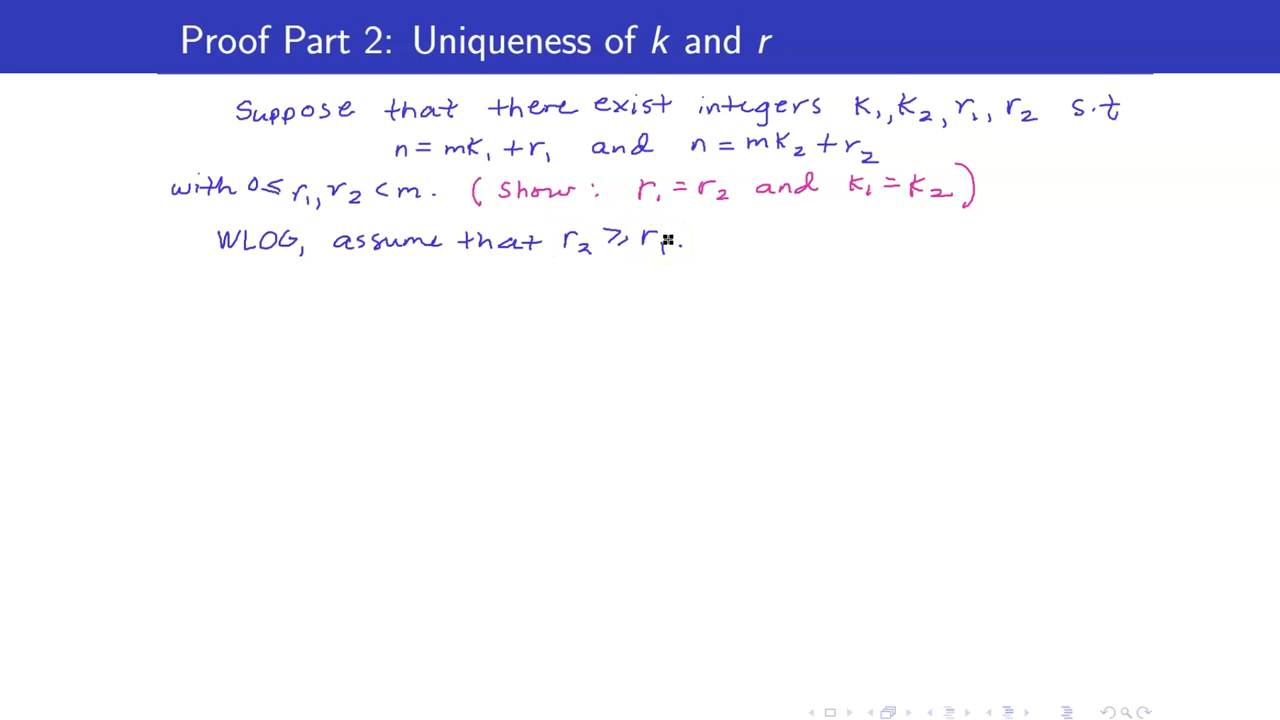 Proof Part 2: Uniqueness of k and r
Suppose that there exist integers k₁, k₂, r₁, r₂ s.t
n = mk₁ + r₁ and n = mk₂ + r₂
with 0 ≤ r₁, r₂ < m. (show: r₁ = r₂ and k₁ = k₂)
WLOG, assume that r₂ ≥ r₁.